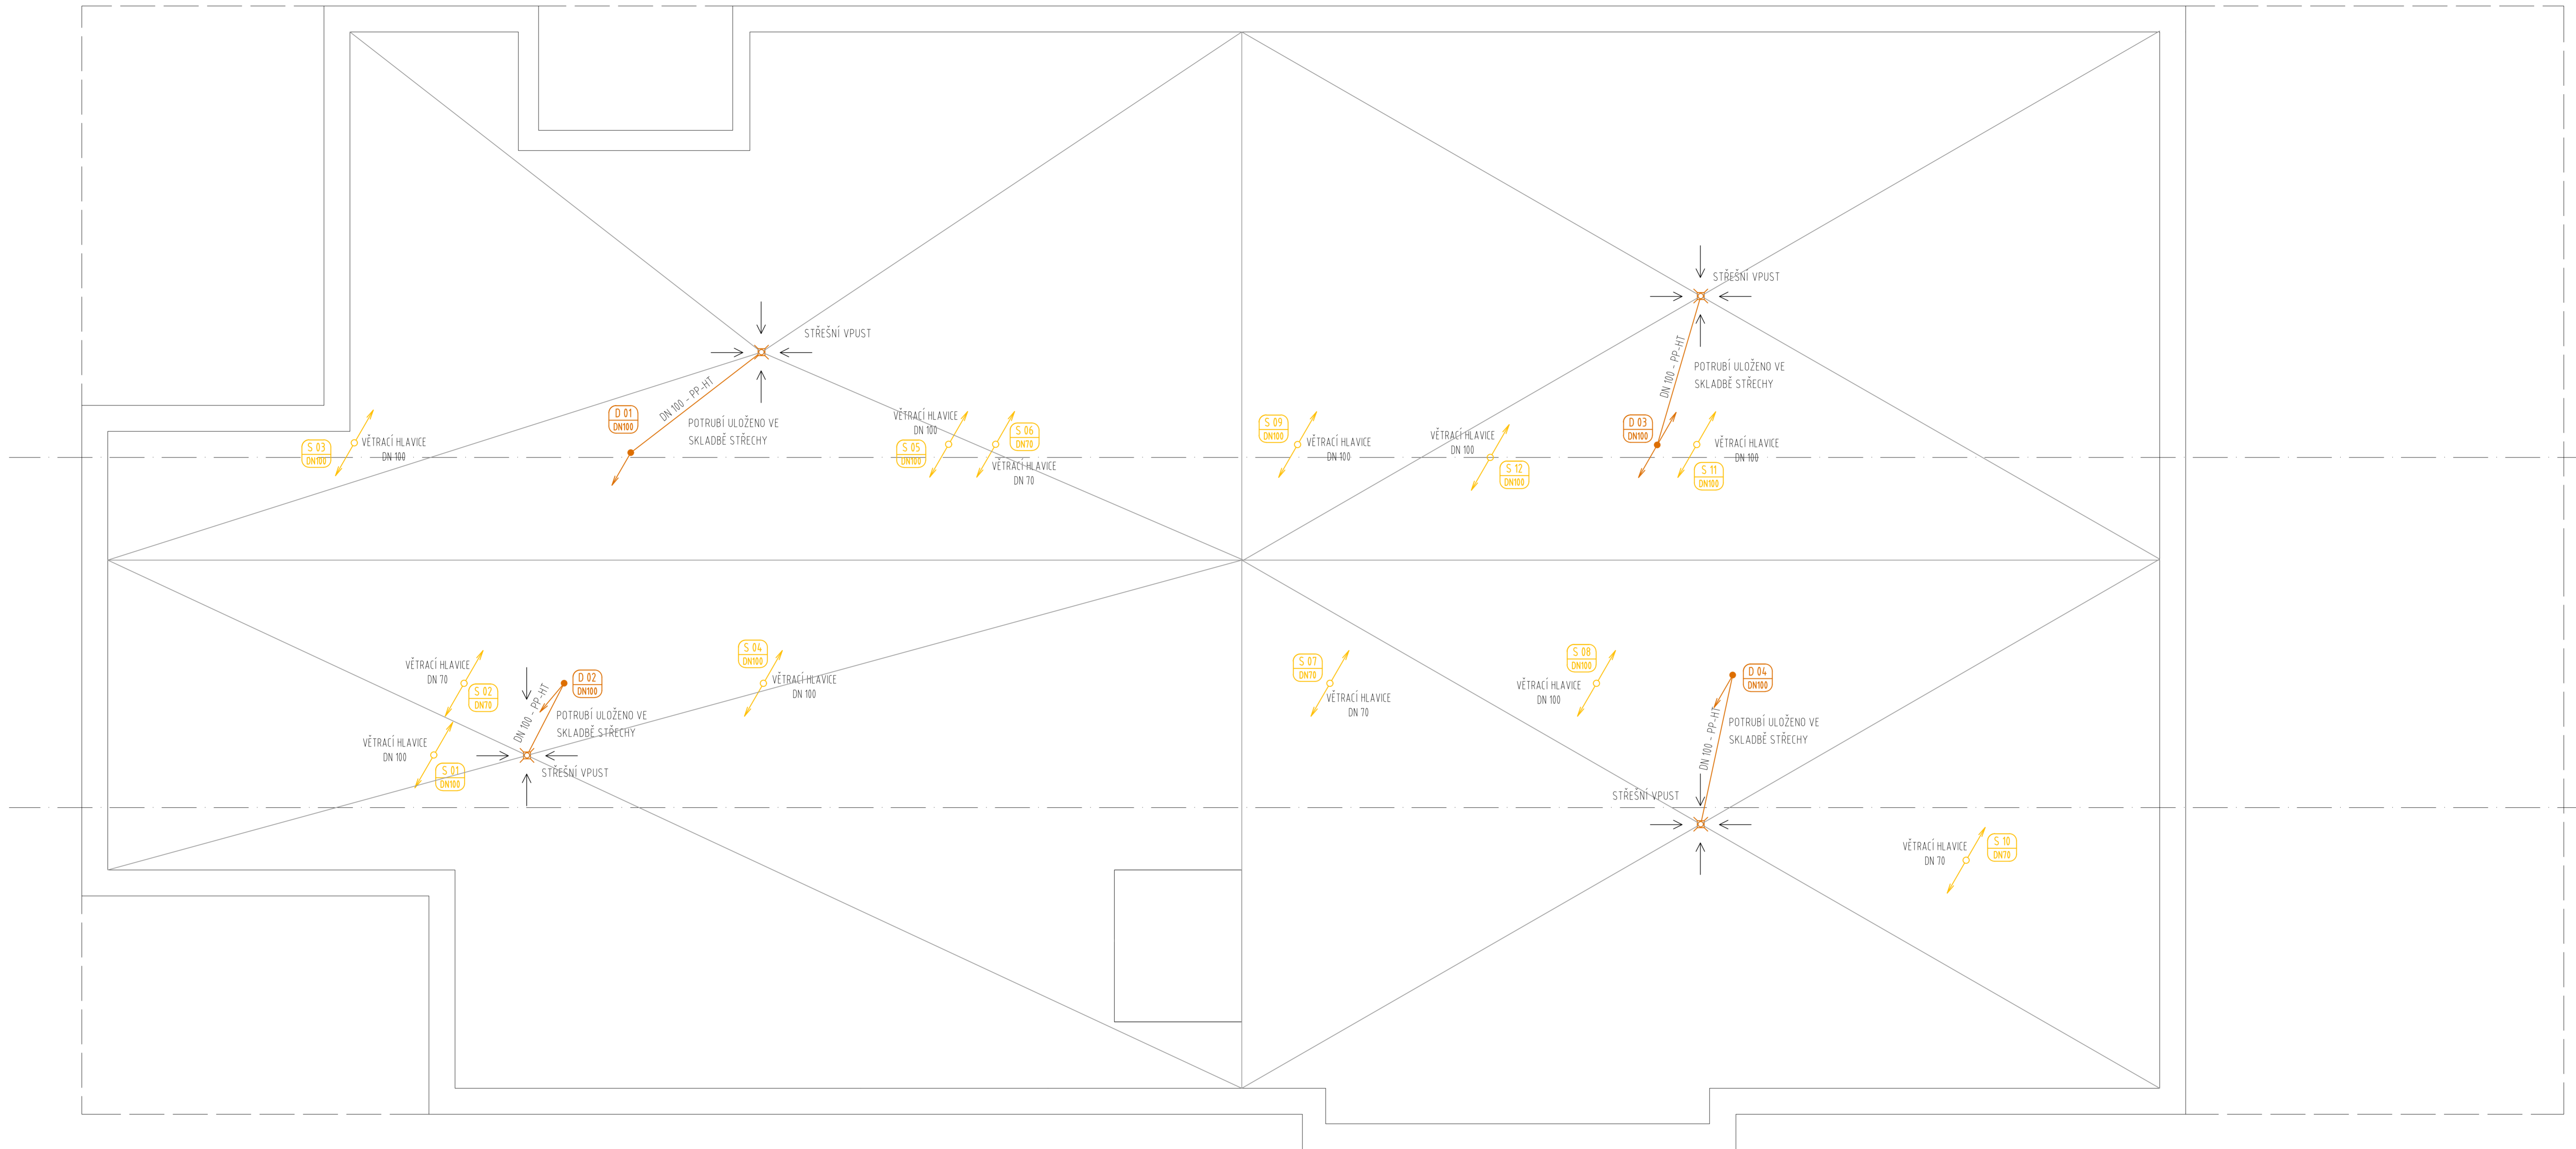 STŘEŠNÍ VPUST
STŘEŠNÍ VPUST
DN 100 - PP-HT
POTRUBÍ ULOŽENO VE
SKLADBĚ STŘECHY
DN 100 - PP-HT
D 01
DN100
POTRUBÍ ULOŽENO VE
SKLADBĚ STŘECHY
S 03
DN100
VĚTRACÍ HLAVICE
DN 100
VĚTRACÍ HLAVICE
DN 100
S 05
DN100
S 06
DN70
VĚTRACÍ HLAVICE
DN 70
S 09
DN100
VĚTRACÍ HLAVICE
DN 100
VĚTRACÍ HLAVICE
DN 100
S 12
DN100
D 03
DN100
VĚTRACÍ HLAVICE
DN 100
S 11
DN100
VĚTRACÍ HLAVICE
DN 70
S 02
DN70
D 02
DN100
DN 100 - PP-HT
POTRUBÍ ULOŽENO VE
SKLADBĚ STŘECHY
S 04
DN100
VĚTRACÍ HLAVICE
DN 100
VĚTRACÍ HLAVICE
DN 100
S 01
DN100
STŘEŠNÍ VPUST
S 07
DN70
VĚTRACÍ HLAVICE
DN 70
S 08
DN100
VĚTRACÍ HLAVICE
DN 100
D 04
DN100
DN 100 - PP-HT
POTRUBÍ ULOŽENO VE
SKLADBĚ STŘECHY
STŘEŠNÍ VPUST
VĚTRACÍ HLAVICE
DN 70
S 10
DN70